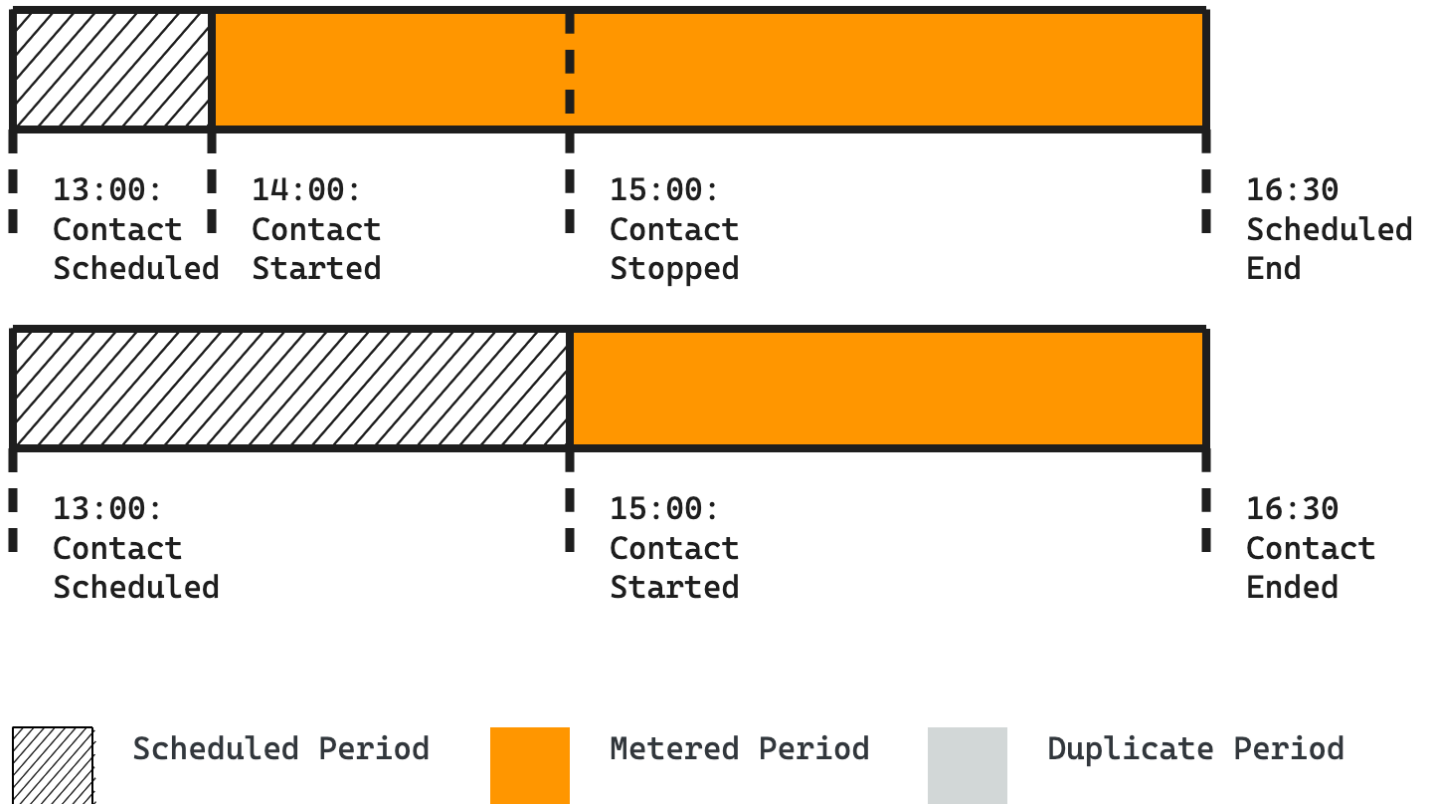 13:00:
Contact
Scheduled
14:00:
Contact
Started
15:00:
Contact
Stopped
16:30
Scheduled
End
13:00:
Contact
Scheduled
15:00:
Contact
Started
16:30
Contact
Ended
Scheduled Period
Metered Period
Duplicate Period